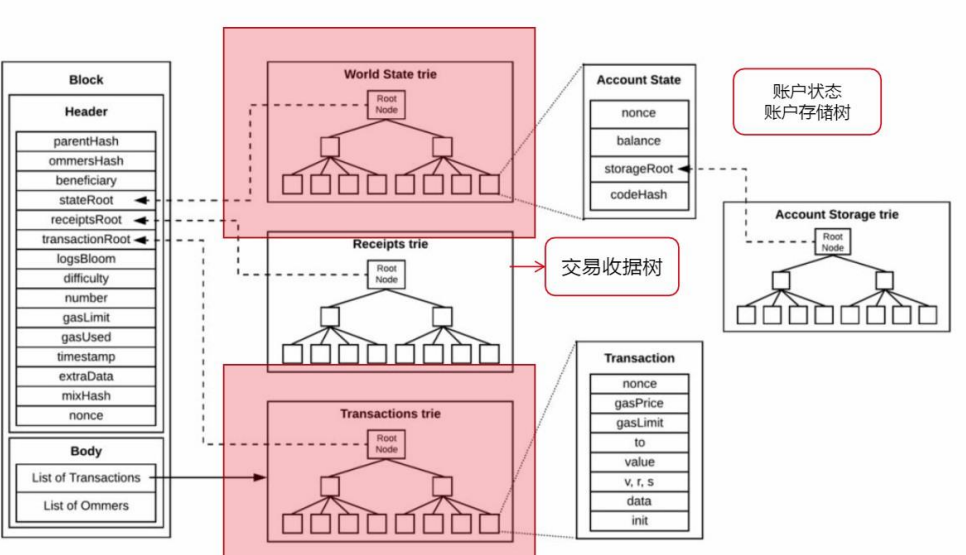 Block
Header
parentHash
ommersHash
beneficiary
stateRoot
receiptsRoot
transactionRoot
logsBloom
difficulty
number
gasLimit
gasUsed
timestamp
extraData
mixHash
nonce
Body
List of Transactions
List of Ommers
World State trie
Root
Node
Receipts trie
Root
Node
交易收据树
Transactions trie
Root
Node
Account State
nonce
balance
storageRoot
codeHash
账户状态
账户存储树
Account Storage trie
Root
Node
Transaction
nonce
gasPrice
gasLimit
to
value
v, r, s
data
init